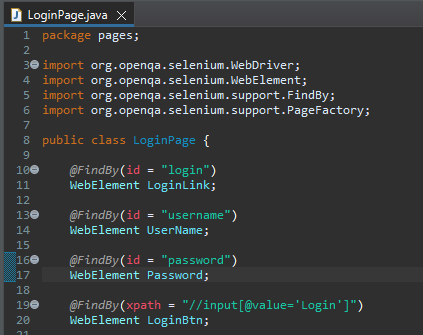 LoginPage.java
1 package pages;
2
3 import org.openqa.selenium.WebDriver;
4 import org.openqa.selenium.WebElement;
5 import org.openqa.selenium.support.FindBy;
6 import org.openqa.selenium.support.PageFactory;
7
8 public class LoginPage {
9
10 @FindBy(id = "login")
11 WebElement LoginLink;
12
13 @FindBy(id = "username")
14 WebElement UserName;
15
16 @FindBy(id = "password")
17 WebElement Password;
18
19 @FindBy(xpath = "//input[@value='Login']")
20 WebElement LoginBtn;